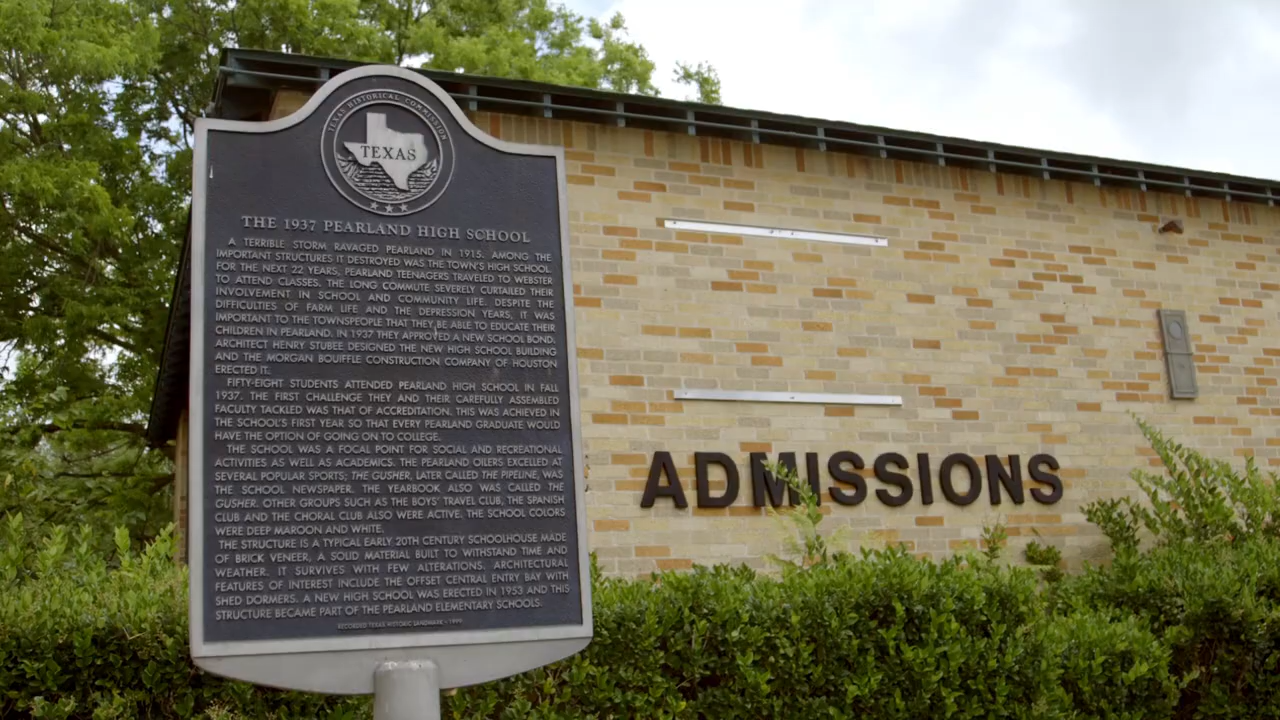 TEXAS HISTORICAL COMMISSION
TEXAS
THE 1937 PEARLAND HIGH SCHOOL
A TERRIBLE STORM RAVAGED PEARLAND IN 1915. AMONG THE
IMPORTANT STRUCTURES IT DESTROYED WAS THE TOWN'S HIGH SCHOOL.
FOR THE NEXT 22 YEARS, PEARLAND TEENAGERS TRAVELED TO WEBSTER
TO ATTEND CLASSES. THE LONG COMMUTE SEVERELY CURTAILED THEIR
INVOLVEMENT IN SCHOOL AND COMMUNITY LIFE. DESPITE THE
DIFFICULTIES OF FARM LIFE AND THE DEPRESSION YEARS, IT WAS
IMPORTANT TO THE TOWNSPEOPLE THAT THEY BE ABLE TO EDUCATE THEIR
CHILDREN IN PEARLAND. IN 1937 THEY APPROVED A NEW SCHOOL BOND.
ARCHITECT HENRY STUBEE DESIGNED THE NEW HIGH SCHOOL BUILDING
AND THE MORGAN BOUIFFLE CONSTRUCTION COMPANY OF HOUSTON
ERECTED IT.
FIFTY-EIGHT STUDENTS ATTENDED PEARLAND HIGH SCHOOL IN FALL
1937. THE FIRST CHALLENGE THEY AND THEIR CAREFULLY ASSEMBLED
FACULTY TACKLED WAS THAT OF ACCREDITATION. THIS WAS ACHIEVED IN
THE SCHOOL'S FIRST YEAR SO THAT EVERY PEARLAND GRADUATE WOULD
HAVE THE OPTION OF GOING ON TO COLLEGE.
THE SCHOOL WAS A FOCAL POINT FOR SOCIAL AND RECREATIONAL
ACTIVITIES AS WELL AS ACADEMICS. THE PEARLAND OILERS EXCELLED AT
SEVERAL POPULAR SPORTS; THE GUSHER, LATER CALLED THE PIPELINE, WAS
THE SCHOOL NEWSPAPER. THE YEARBOOK ALSO WAS CALLED THE
GUSHER. OTHER GROUPS SUCH AS THE BOYS' TRAVEL CLUB, THE SPANISH
CLUB AND THE CHORAL CLUB ALSO WERE ACTIVE. THE SCHOOL COLORS
WERE DEEP MAROON AND WHITE.
THE STRUCTURE IS A TYPICAL EARLY 20TH CENTURY SCHOOLHOUSE MADE
OF BRICK VENEER, A SOLID MATERIAL BUILT TO WITHSTAND TIME AND
WEATHER. IT SURVIVES WITH FEW ALTERATIONS. ARCHITECTURAL
FEATURES OF INTEREST INCLUDE THE OFFSET CENTRAL ENTRY BAY WITH
SHED DORMERS. A NEW HIGH SCHOOL WAS ERECTED IN 1953 AND THIS
STRUCTURE BECAME PART OF THE PEARLAND ELEMENTARY SCHOOLS.
RECORDED TEXAS HISTORIC LANDMARK • 1999
ADMISSIONS